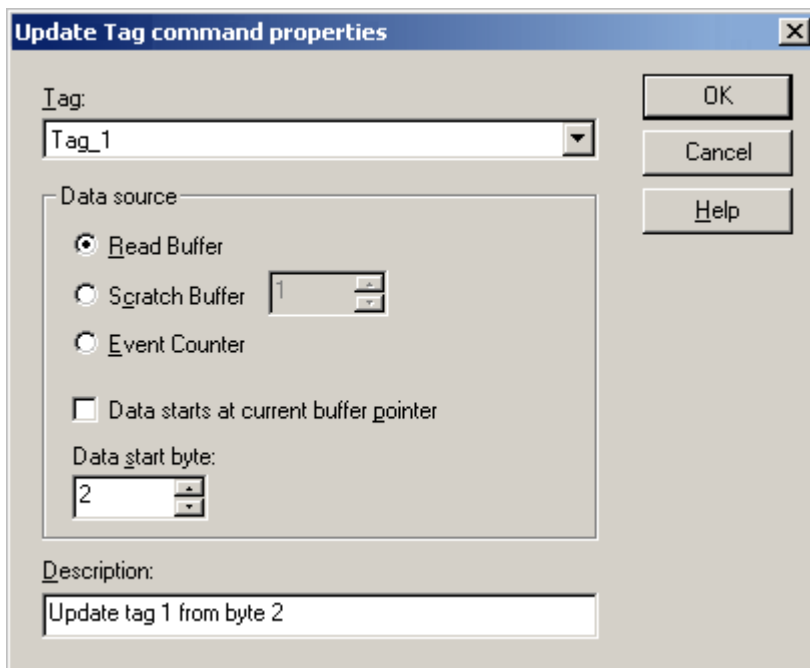 Update Tag command properties
Tag:
Tag_1
OK
Cancel
Help
Data source
Read Buffer
Scratch Buffer 1
Event Counter
Data starts at current buffer pointer
Data start byte:
2
Description:
Update tag 1 from byte 2